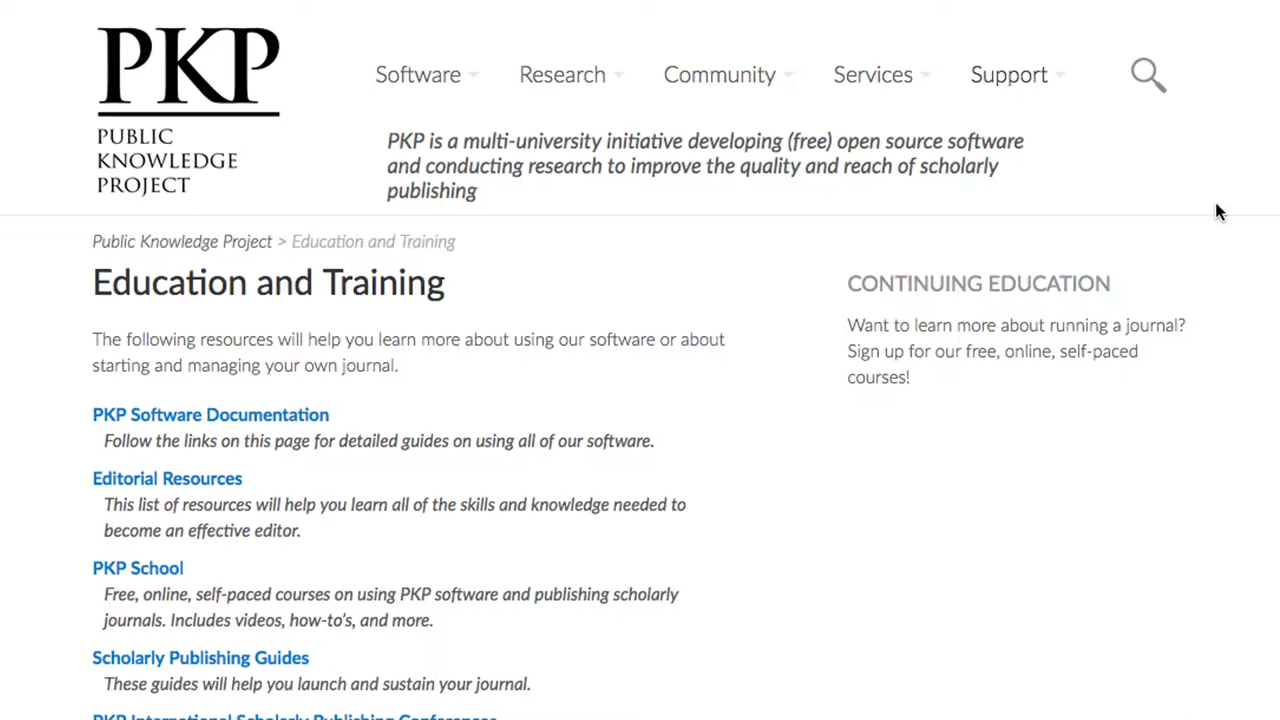 PKP
PUBLIC
KNOWLEDGE
PROJECT
Software
Research
Community
Services
Support
PKP is a multi-university initiative developing (free) open source software
and conducting research to improve the quality and reach of scholarly
publishing
Public Knowledge Project > Education and Training
Education and Training
The following resources will help you learn more about using our software or about
starting and managing your own journal.
PKP Software Documentation
Follow the links on this page for detailed guides on using all of our software.
Editorial Resources
This list of resources will help you learn all of the skills and knowledge needed to
become an effective editor.
PKP School
Free, online, self-paced courses on using PKP software and publishing scholarly
journals. Includes videos, how-to's, and more.
Scholarly Publishing Guides
These guides will help you launch and sustain your journal.
PKP International Scholarly Publishing Conferences
CONTINUING EDUCATION
Want to learn more about running a journal?
Sign up for our free, online, self-paced
courses!